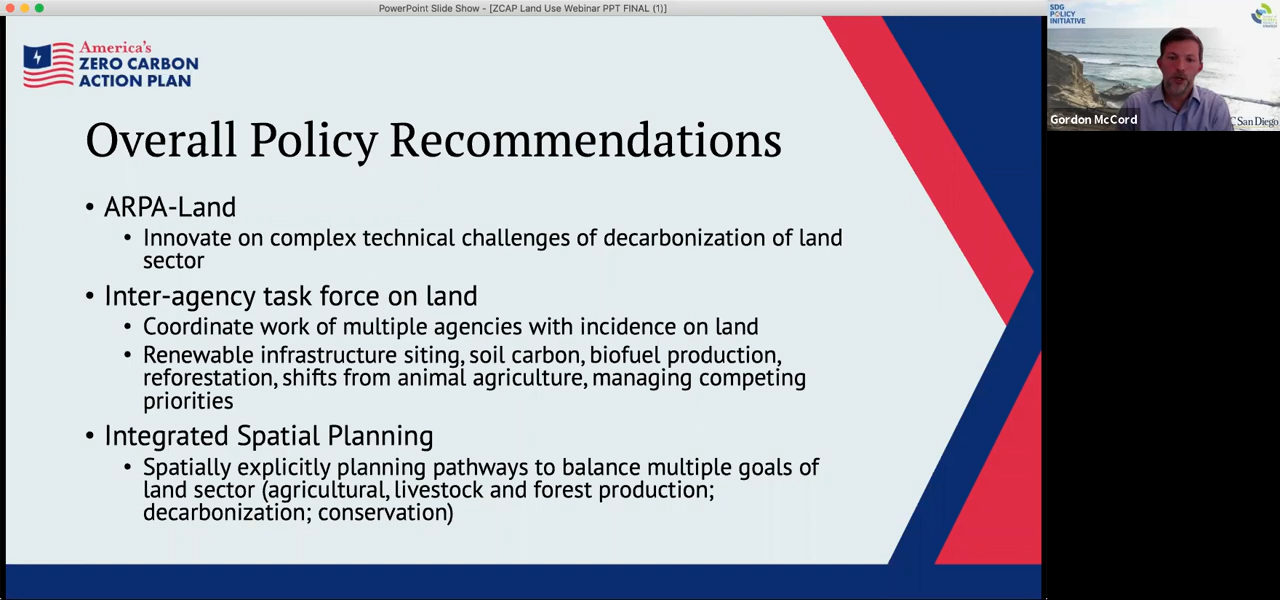 PowerPoint Slide Show - [ZCAP Land Use Webinar PPT FINAL (1)]
America's
ZERO CARBON
ACTION PLAN
Overall Policy Recommendations
• ARPA-Land
• Innovate on complex technical challenges of decarbonization of land
sector
• Inter-agency task force on land
• Coordinate work of multiple agencies with incidence on land
• Renewable infrastructure siting, soil carbon, biofuel production,
reforestation, shifts from animal agriculture, managing competing
priorities
• Integrated Spatial Planning
• Spatially explicitly planning pathways to balance multiple goals of
land sector (agricultural, livestock and forest production;
decarbonization; conservation)
SDG
POLICY
INITIATIVE
Gordon McCord
C San Diego